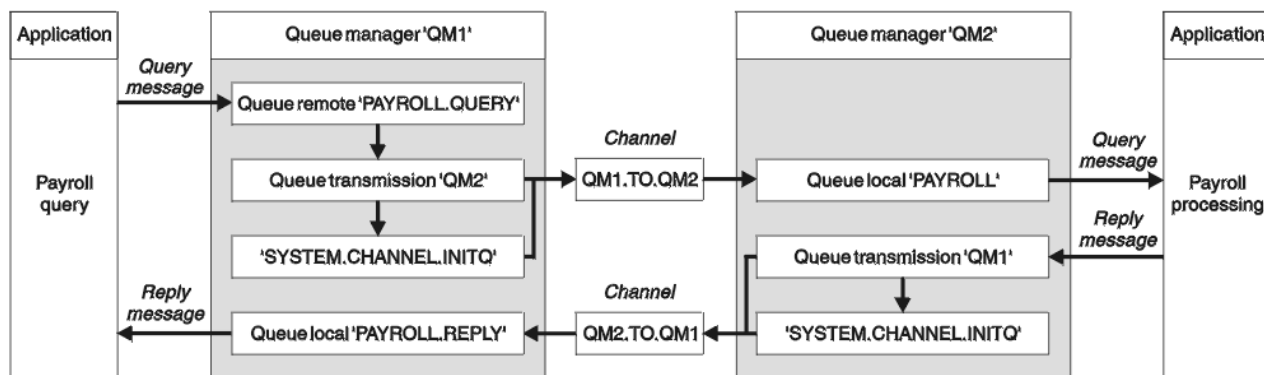 Application
Queue manager 'QM1'
Queue manager 'QM2'
Application
Query
message
Queue remote 'PAYROLL.QUERY'
Channel
Query
message
Payroll
query
Queue transmission 'QM2'
QM1.TO.QM2
Queue local 'PAYROLL'
Payroll
processing
Reply
message
'SYSTEM.CHANNEL.INITQ'
Queue transmission 'QM1'
Reply
message
Channel
Queue local 'PAYROLL.REPLY'
QM2.TO.QM1
'SYSTEM.CHANNEL.INITQ'